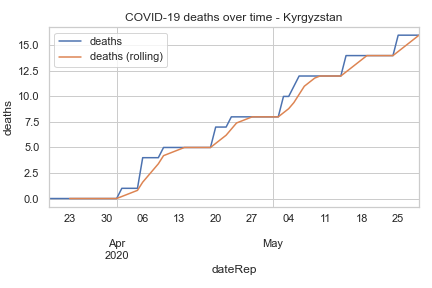 COVID-19 deaths over time - Kyrgyzstan
deaths
deaths (rolling)
deaths
15.0
12.5
10.0
7.5
5.0
2.5
0.0
23 30 06 13 20 27 04 11 18 25
Apr May
2020
dateRep